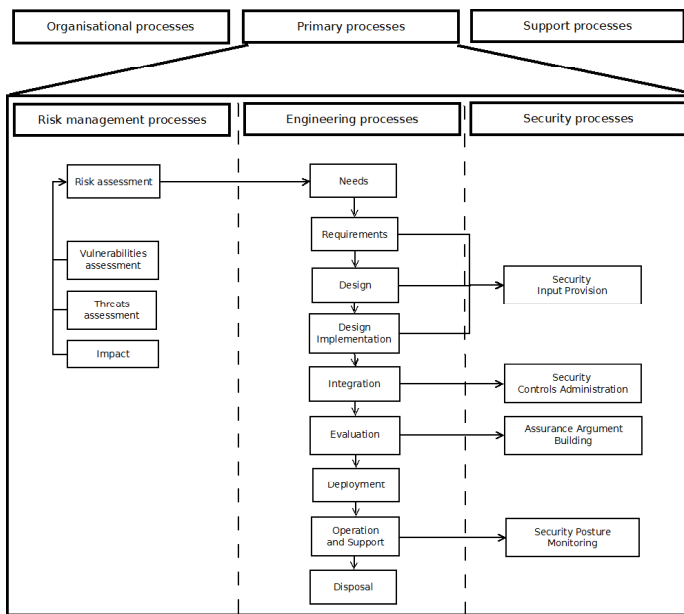 Organisational processes
Primary processes
Support processes
Risk management processes
Engineering processes
Security processes
Risk assessment
Vulnerabilities
assessment
Threats
assessment
Impact
Needs
Requirements
Design
Design
Implementation
Integration
Evaluation
Deployment
Operation
and Support
Disposal
Security
Input Provision
Security
Controls Administration
Assurance Argument
Building
Security Posture
Monitoring